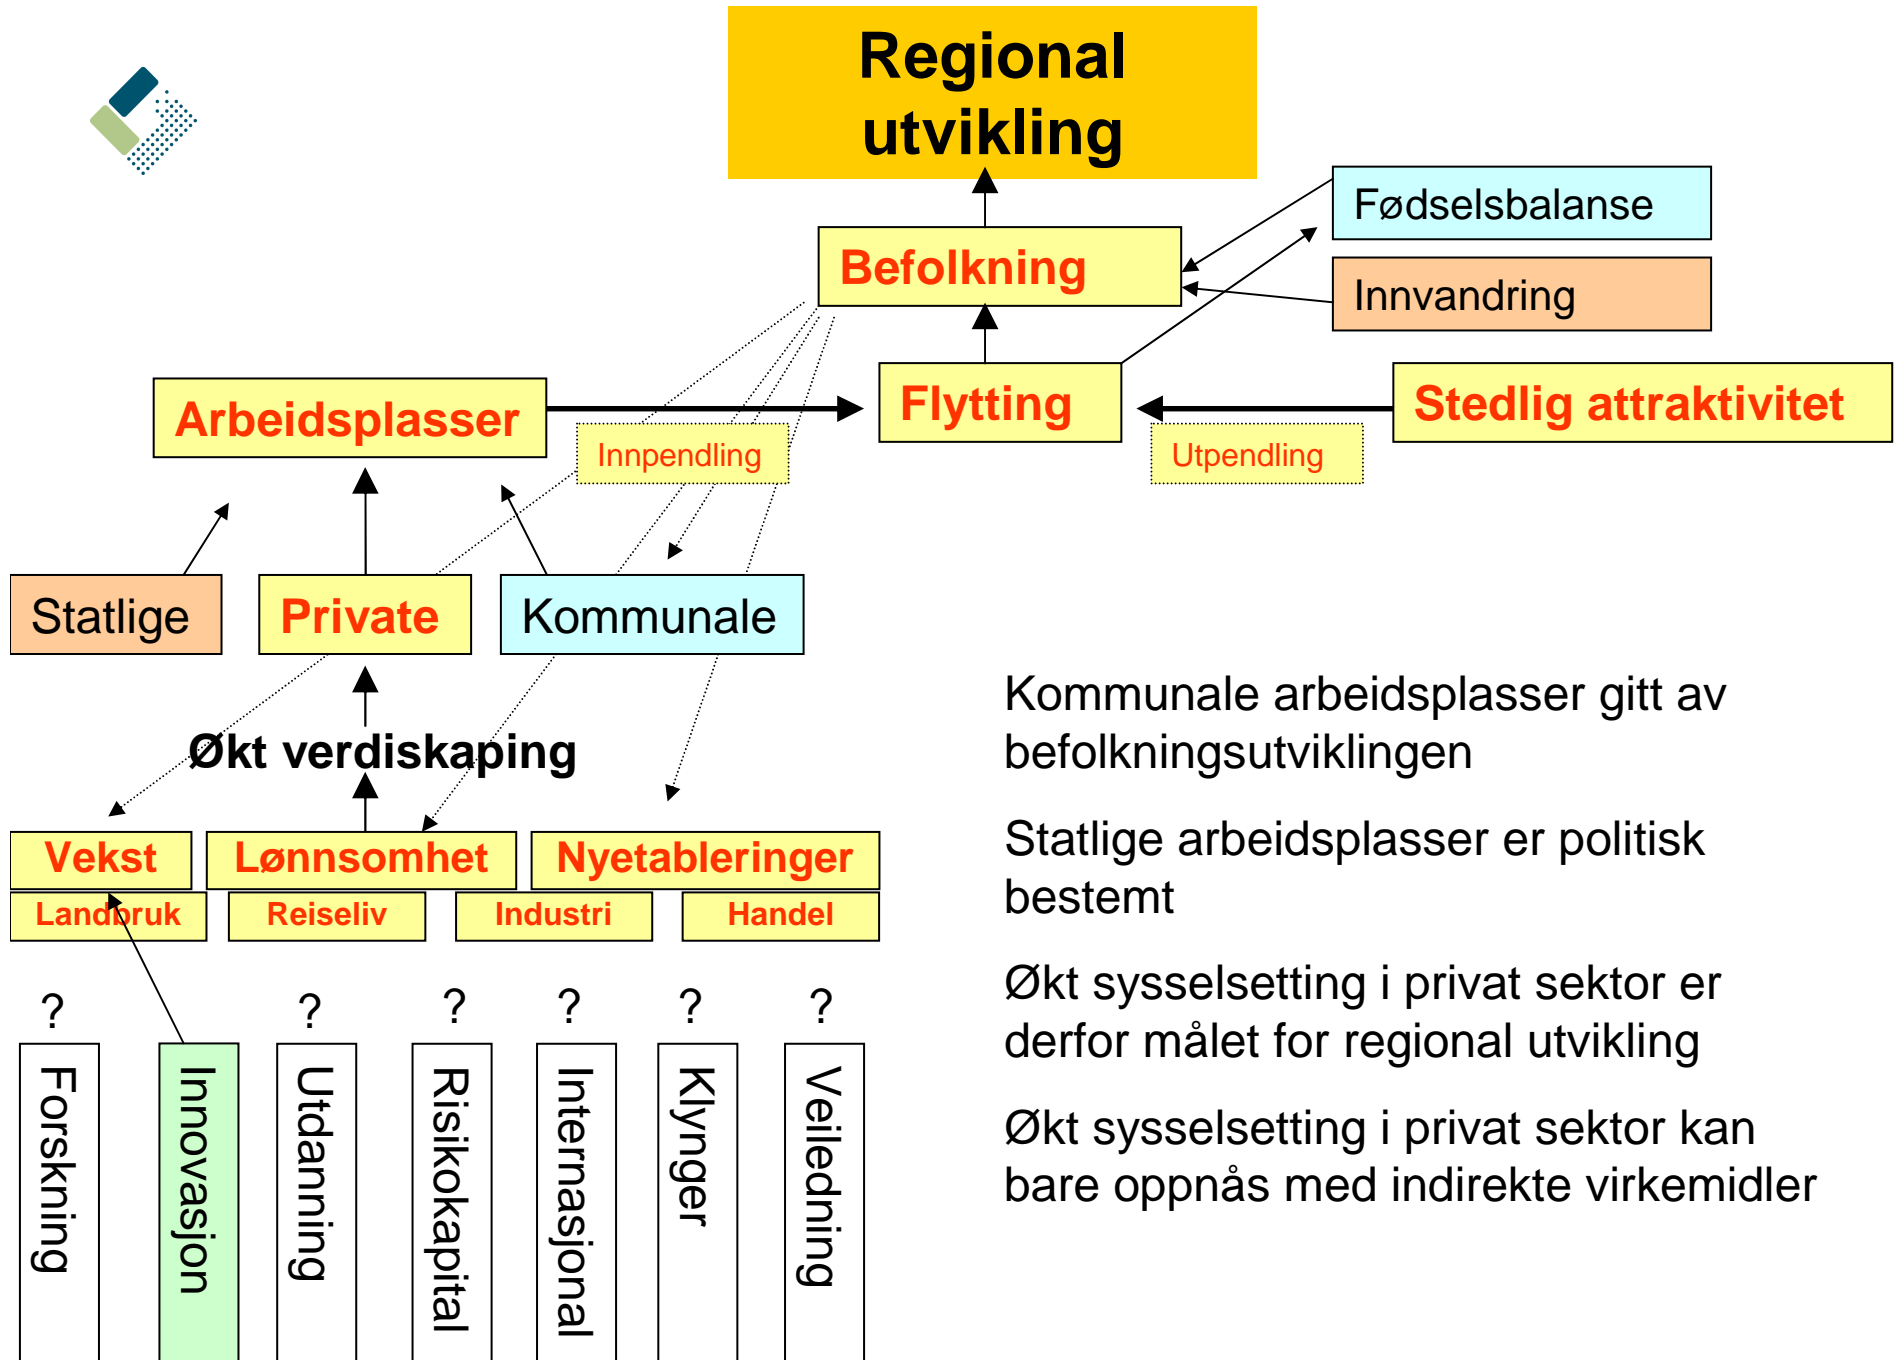 Regional
utvikling
Fødselsbalanse
Befolkning
Innvandring
Arbeidsplasser
Flytting
Stedlig attraktivitet
Innpendling
Utpendling
Statlige
Private
Kommunale
Økt verdiskaping
Vekst
Lønnsomhet
Nyetableringer
Landbruk
Reiseliv
Industri
Handel
?
?
?
?
?
?
Forskning
Innovasjon
Utdanning
Risikokapital
Internasjonal
Klynger
Veiledning
Kommunale arbeidsplasser gitt av
befolkningsutviklingen
Statlige arbeidsplasser er politisk
bestemt
Økt sysselsetting i privat sektor er
derfor målet for regional utvikling
Økt sysselsetting i privat sektor kan
bare oppnås med indirekte virkemidler